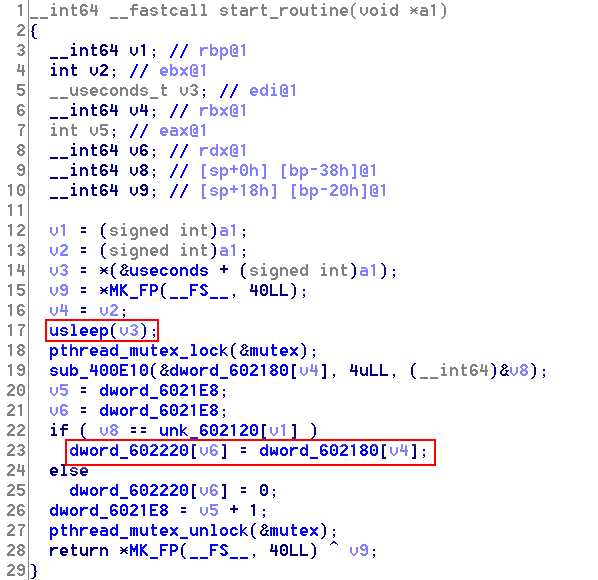 1 __int64 __fastcall start_routine(void *a1)
2 {
3 __int64 v1; // rbp@1
4 int v2; // ebx@1
5 __useconds_t v3; // edi@1
6 __int64 v4; // rbx@1
7 int v5; // eax@1
8 __int64 v6; // rdx@1
9 __int64 v8; // [sp+0h] [bp-38h]@1
10 __int64 v9; // [sp+18h] [bp-20h]@1
11
12 v1 = (signed int)a1;
13 v2 = (signed int)a1;
14 v3 = *(&useconds + (signed int)a1);
15 v9 = *MK_FP(__FS__, 40LL);
16 v4 = v2;
17 usleep(v3);
18 pthread_mutex_lock(&mutex);
19 sub_400E10(&dword_602180[v4], 4uLL, (__int64)&v8);
20 v5 = dword_6021E8;
21 v6 = dword_6021E8;
22 if ( v8 == unk_602120[v1] )
23 dword_602220[v6] = dword_602180[v4];
24 else
25 dword_602220[v6] = 0;
26 dword_6021E8 = v5 + 1;
27 pthread_mutex_unlock(&mutex);
28 return *MK_FP(__FS__, 40LL) ^ v9;
29 }